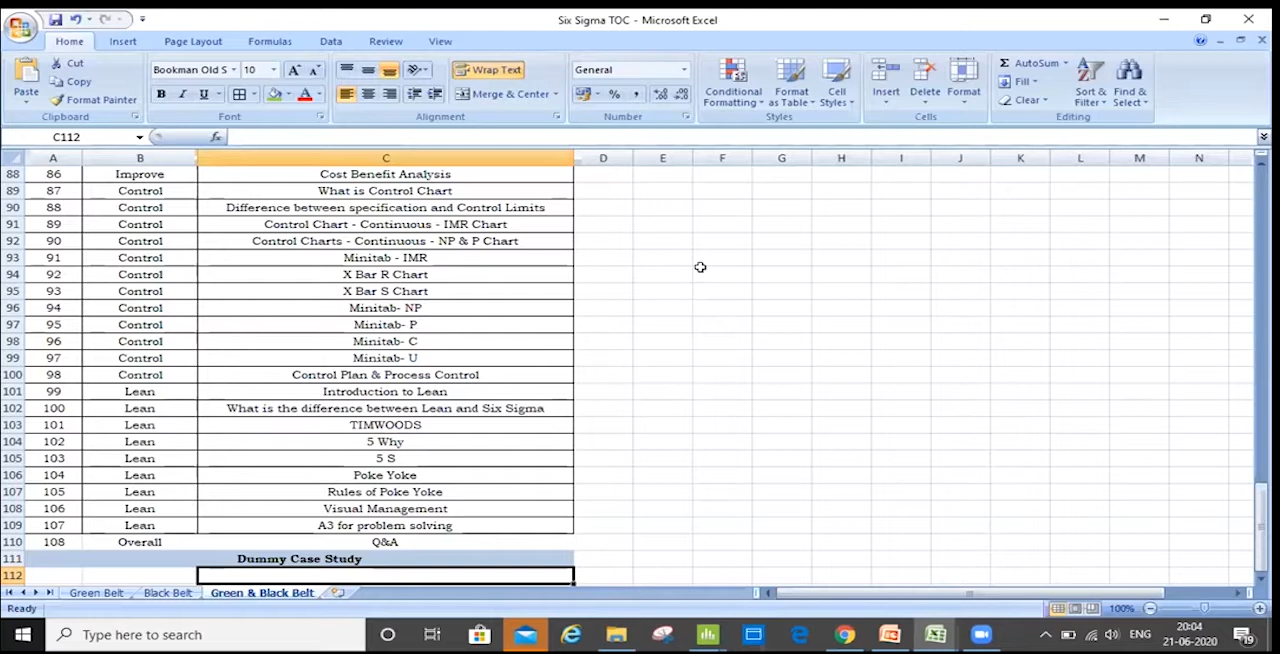 Six Sigma TOC - Microsoft Excel
Home Insert Page Layout Formulas Data Review View
Paste Cut Copy Format Painter Clipboard
Bookman Old S 10 B I U A Font
Wrap Text Merge & Center Alignment
General % , Number
Conditional Formatting Format as Table Cell Styles Styles
Insert Delete Format Cells
Σ AutoSum Fill Clear Sort & Filter Find & Select Editing
C112 fx
A B C D E F G H I J K L M N
88 86 Improve Cost Benefit Analysis
89 87 Control What is Control Chart
90 88 Control Difference between specification and Control Limits
91 89 Control Control Chart - Continuous - IMR Chart
92 90 Control Control Charts - Continuous - NP & P Chart
93 91 Control Minitab - IMR
94 92 Control X Bar R Chart
95 93 Control X Bar S Chart
96 94 Control Minitab- NP
97 95 Control Minitab- P
98 96 Control Minitab- C
99 97 Control Minitab- U
100 98 Control Control Plan & Process Control
101 99 Lean Introduction to Lean
102 100 Lean What is the difference between Lean and Six Sigma
103 101 Lean TIMWOODS
104 102 Lean 5 Why
105 103 Lean 5 S
106 104 Lean Poke Yoke
107 105 Lean Rules of Poke Yoke
108 106 Lean Visual Management
109 107 Lean A3 for problem solving
110 108 Overall Q&A
111 Dummy Case Study
112
Green Belt Black Belt Green & Black Belt
Ready 100%
Type here to search ENG 20:04 21-06-2020 19